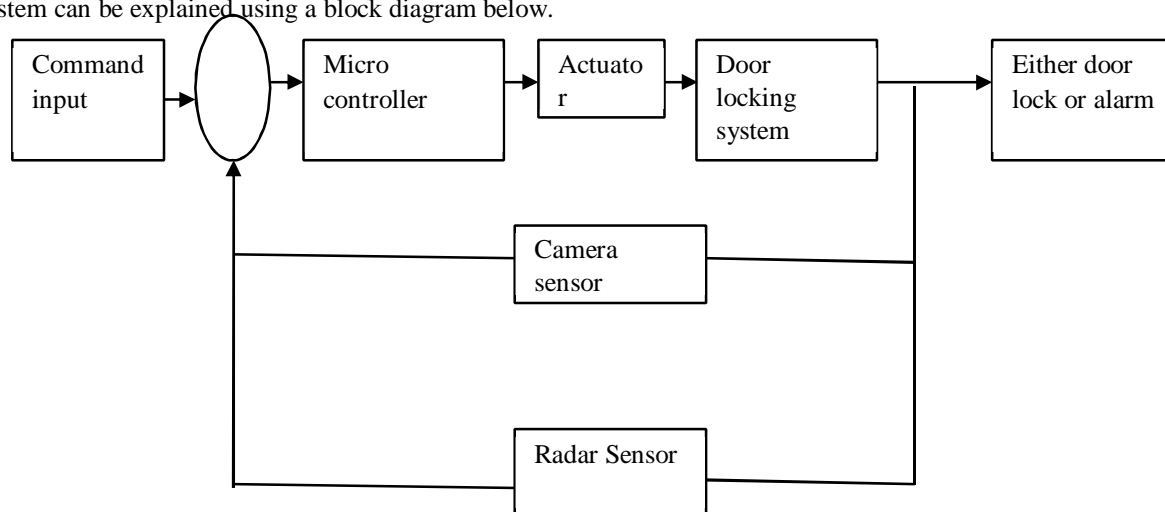 stem can be explained using a block diagram below.
Command
input
Micro
controller
Actuato
r
Door
locking
system
Either door
lock or alarm
Camera
sensor
Radar Sensor